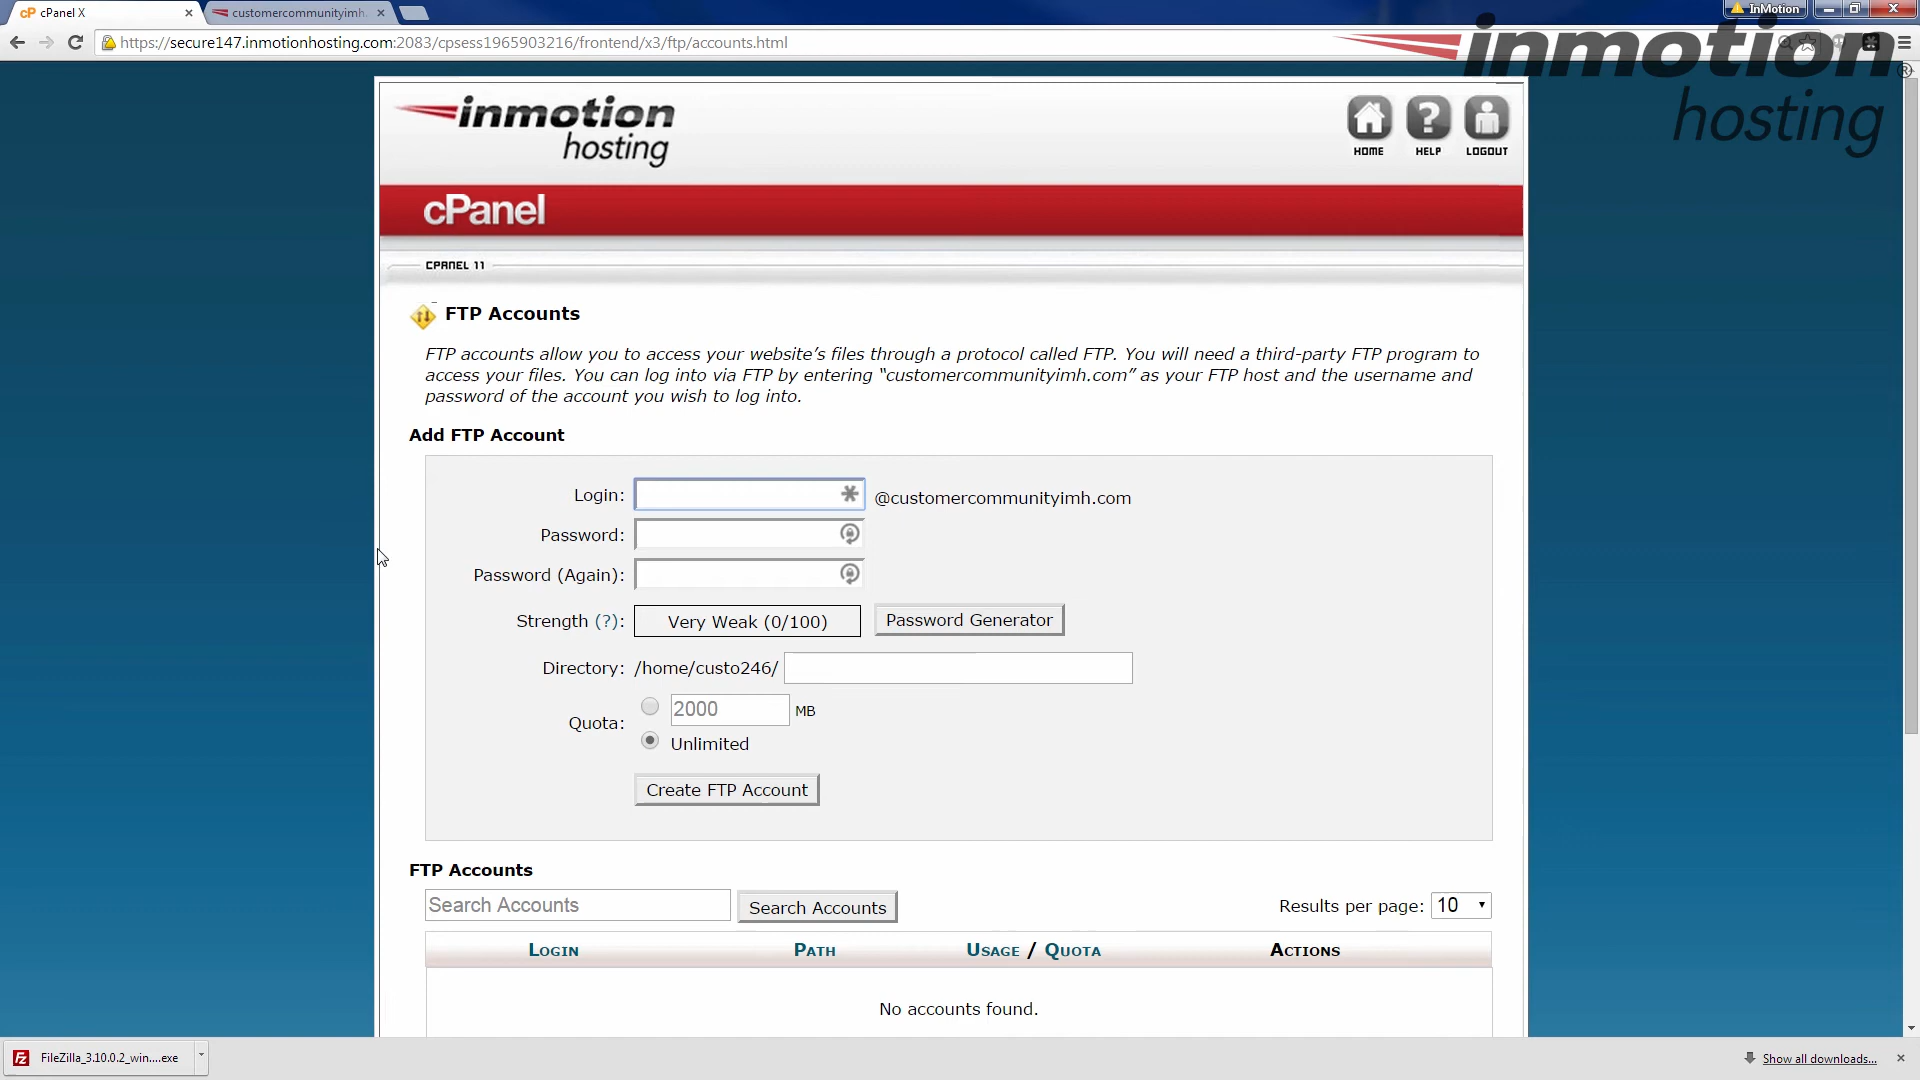 cPanel X
customercommunityimh.
InMotion
https://secure147.inmotionhosting.com:2083/cpsess1965903216/frontend/x3/ftp/accounts.html
inmotion
hosting
®
inmotion
hosting
HOME HELP LOGOUT
cPanel
CPANEL 11
FTP Accounts
FTP accounts allow you to access your website’s files through a protocol called FTP. You will need a third-party FTP program to
access your files. You can log into via FTP by entering “customercommunityimh.com” as your FTP host and the username and
password of the account you wish to log into.
Add FTP Account
Login: @customercommunityimh.com
Password:
Password (Again):
Strength (?): Very Weak (0/100) Password Generator
Directory: /home/custo246/
Quota: 2000 MB
Unlimited
Create FTP Account
FTP Accounts
Search Accounts Search Accounts Results per page: 10
LOGIN PATH USAGE / QUOTA ACTIONS
No accounts found.
FileZilla_3.10.0.2_win....exe
Show all downloads...